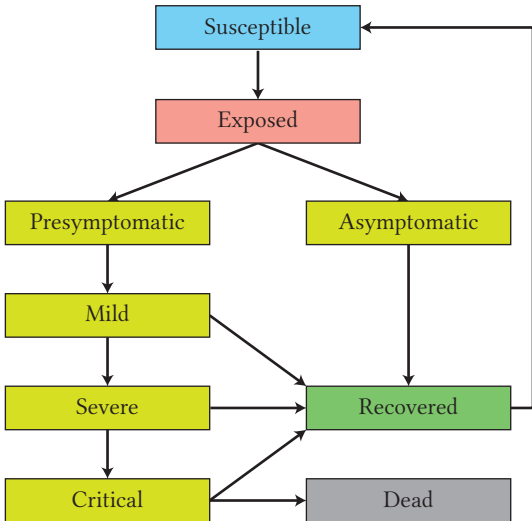 Susceptible
Exposed
Presymptomatic
Asymptomatic
Mild
Severe
Recovered
Critical
Dead